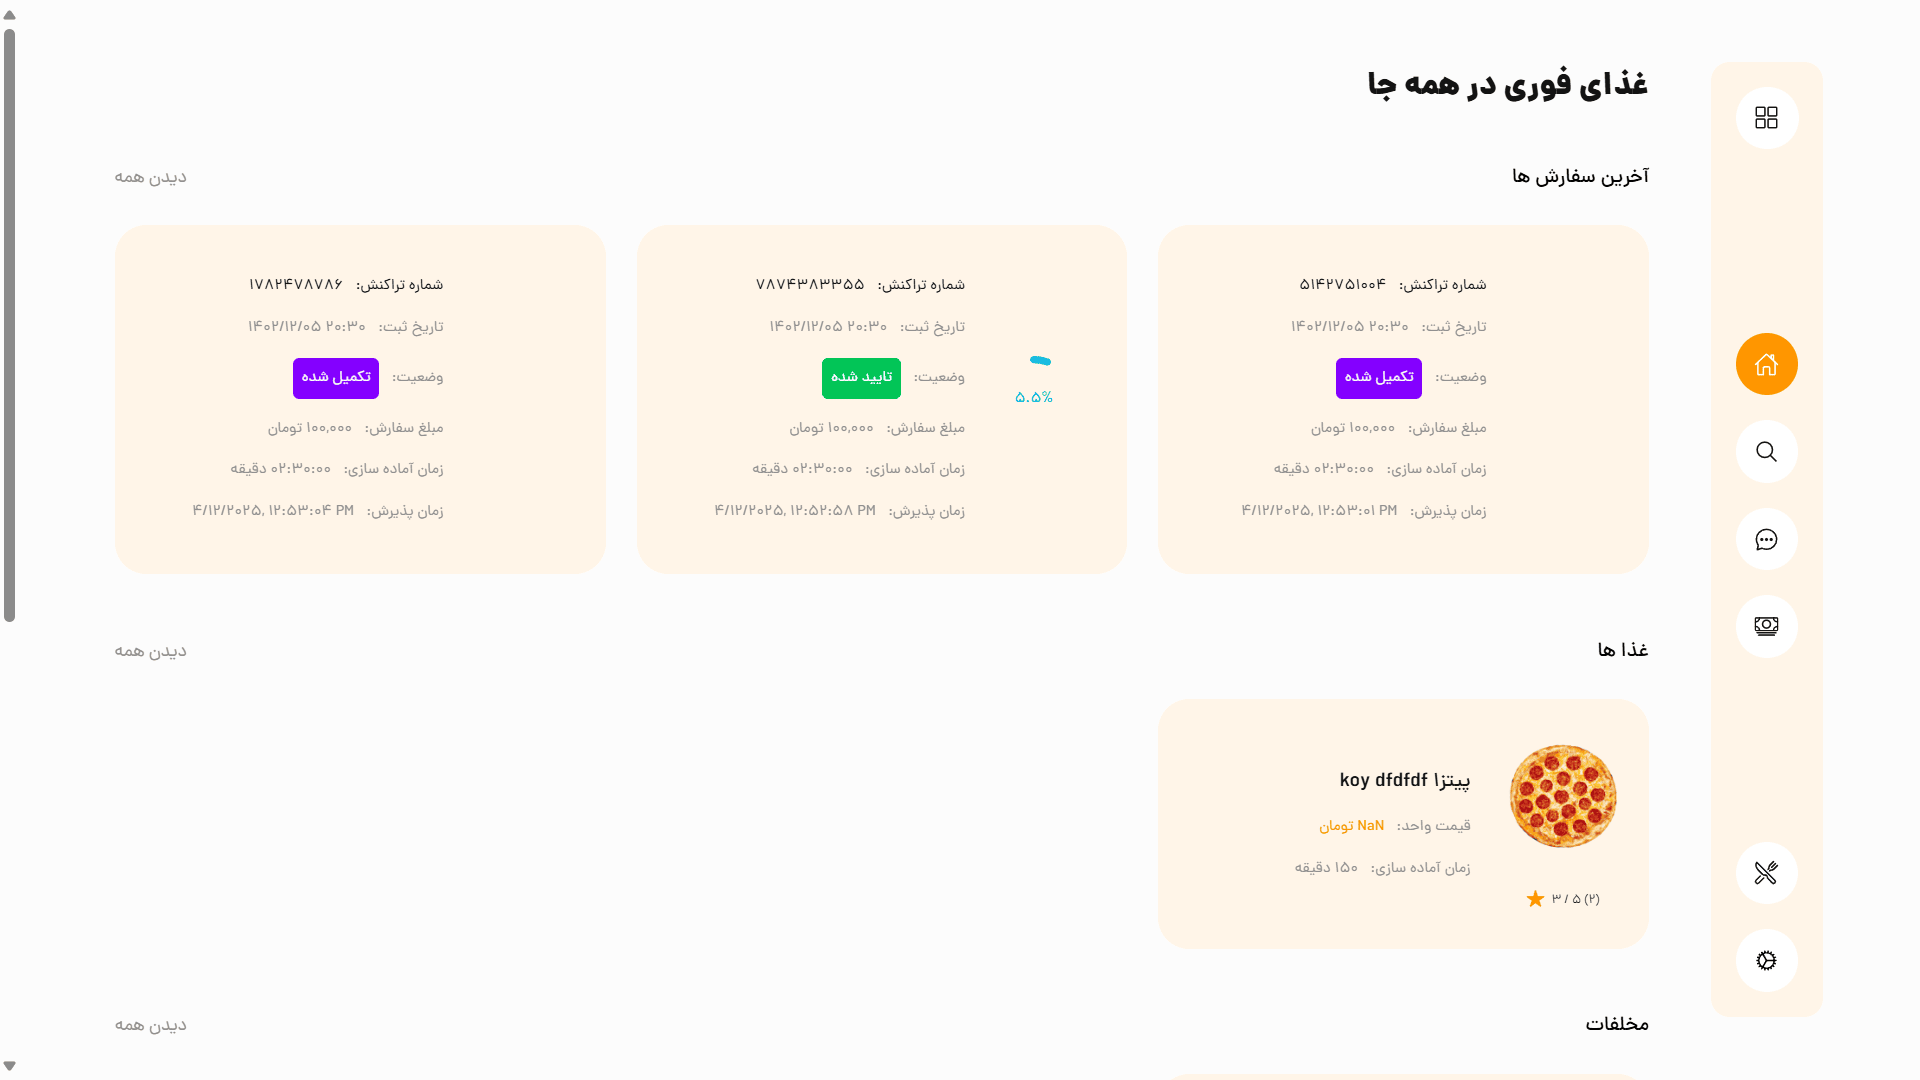 غذای فوری در همه جا
آخرین سفارش ها
دیدن همه
شماره تراکنش: ۵۱۴۲۷۵۱۰۰۴
تاریخ ثبت: ۲۰:۳۰ ۱۴۰۲/۱۲/۰۵
وضعیت: تکمیل شده
مبلغ سفارش: ۱۰۰,۰۰۰ تومان
زمان آماده سازی: ۰۲:۳۰:۰۰ دقیقه
زمان پذیرش: ۴/۱۲/۲۰۲۵, ۱۲:۵۳:۰۱ PM
۵.۵%
شماره تراکنش: ۷۸۷۴۳۸۳۳۵۵
تاریخ ثبت: ۲۰:۳۰ ۱۴۰۲/۱۲/۰۵
وضعیت: تایید شده
مبلغ سفارش: ۱۰۰,۰۰۰ تومان
زمان آماده سازی: ۰۲:۳۰:۰۰ دقیقه
زمان پذیرش: ۴/۱۲/۲۰۲۵, ۱۲:۵۲:۵۸ PM
شماره تراکنش: ۱۷۸۲۴۷۸۷۸۶
تاریخ ثبت: ۲۰:۳۰ ۱۴۰۲/۱۲/۰۵
وضعیت: تکمیل شده
مبلغ سفارش: ۱۰۰,۰۰۰ تومان
زمان آماده سازی: ۰۲:۳۰:۰۰ دقیقه
زمان پذیرش: ۴/۱۲/۲۰۲۵, ۱۲:۵۳:۰۴ PM
غذا ها
دیدن همه
پیتزا koy dfdfdf ۱
قیمت واحد: NaN تومان
زمان آماده سازی: ۱۵۰ دقیقه
۳ / ۵ (۲)
مخلفات
دیدن همه